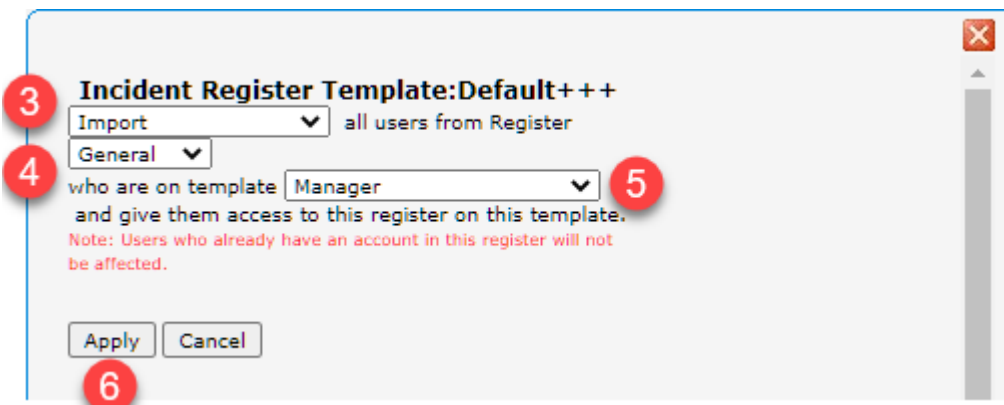 Incident Register Template:Default+++
3
Import all users from Register
General
4
who are on template Manager 5
and give them access to this register on this template.
Note: Users who already have an account in this register will not
be affected.
Apply Cancel
6